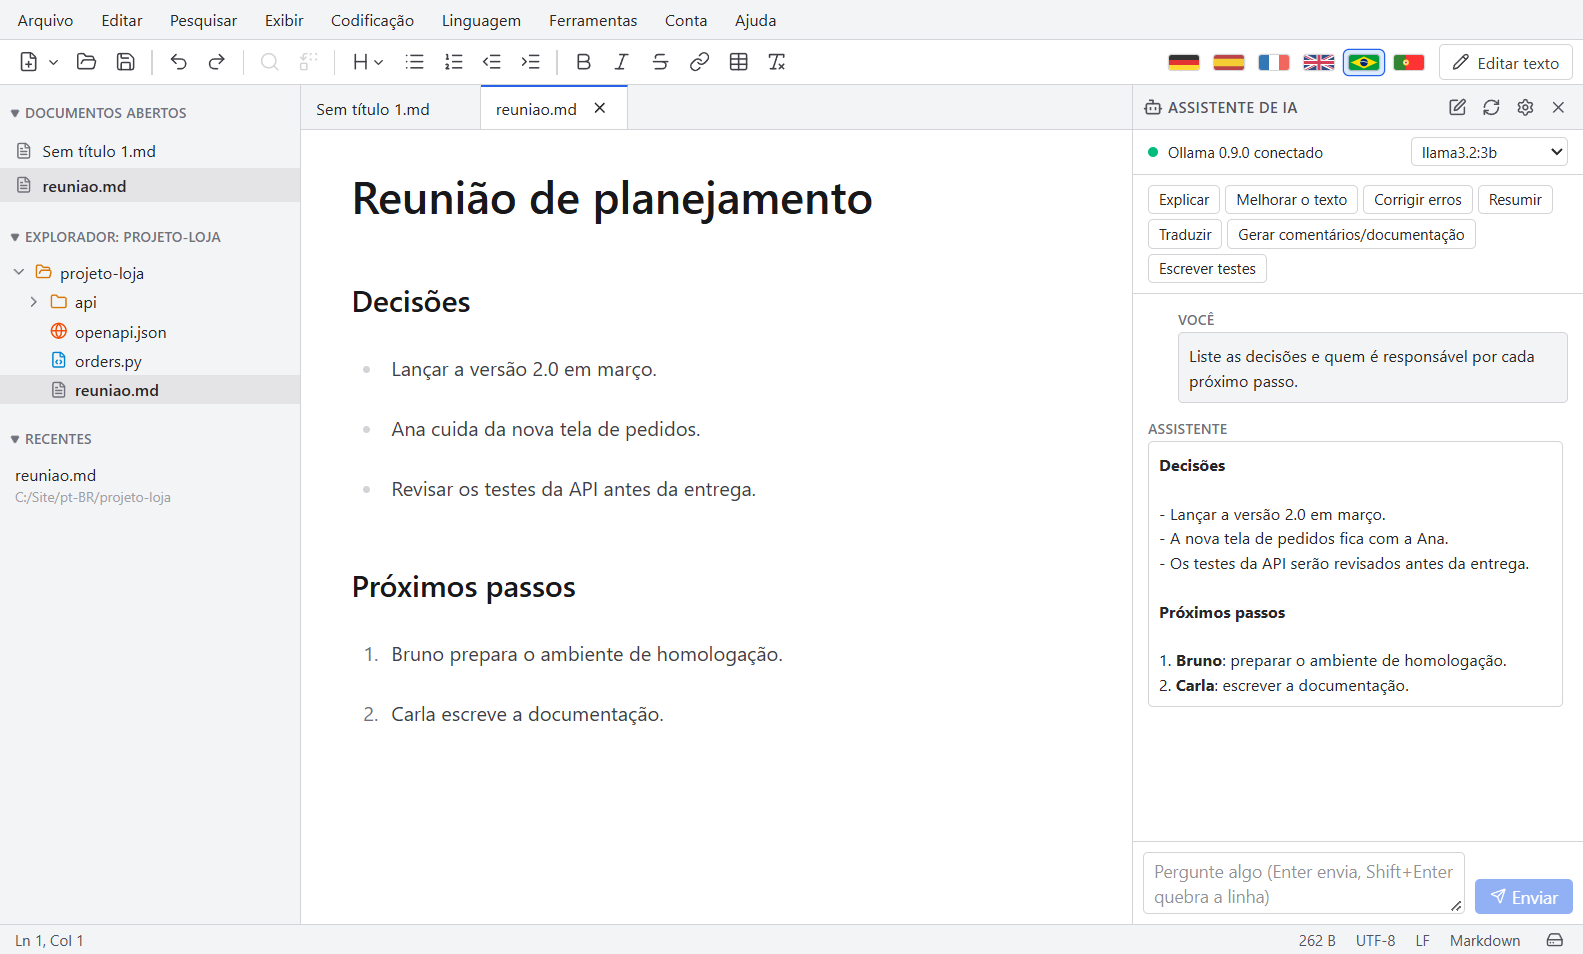 Arquivo Editar Pesquisar Exibir Codificação Linguagem Ferramentas Conta Ajuda
Editar texto
DOCUMENTOS ABERTOS
Sem título 1.md
reuniao.md
EXPLORADOR: PROJETO-LOJA
projeto-loja
api
openapi.json
orders.py
reuniao.md
RECENTES
reuniao.md
C:/Site/pt-BR/projeto-loja
Sem título 1.md reuniao.md
Reunião de planejamento
Decisões
Lançar a versão 2.0 em março.
Ana cuida da nova tela de pedidos.
Revisar os testes da API antes da entrega.
Próximos passos
1. Bruno prepara o ambiente de homologação.
2. Carla escreve a documentação.
ASSISTENTE DE IA
Ollama 0.9.0 conectado llama3.2:3b
Explicar Melhorar o texto Corrigir erros Resumir
Traduzir Gerar comentários/documentação
Escrever testes
VOCÊ
Liste as decisões e quem é responsável por cada
próximo passo.
ASSISTENTE
Decisões
- Lançar a versão 2.0 em março.
- A nova tela de pedidos fica com a Ana.
- Os testes da API serão revisados antes da entrega.
Próximos passos
1. Bruno: preparar o ambiente de homologação.
2. Carla: escrever a documentação.
Pergunte algo (Enter envia, Shift+Enter
quebra a linha)
Enviar
Ln 1, Col 1 262 B UTF-8 LF Markdown